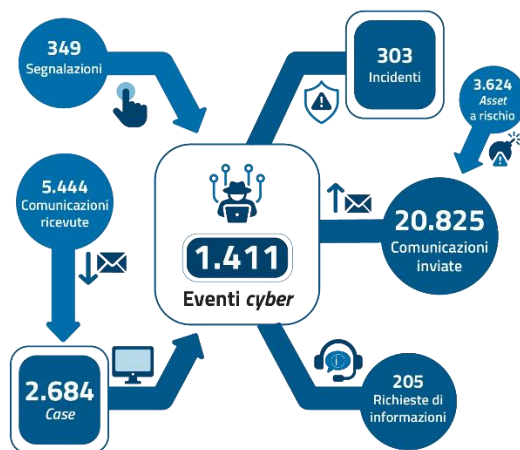 349
Segnalazioni
303
Incidenti
3.624
Asset
a rischio
5.444
Comunicazioni
ricevute
1.411
Eventi cyber
20.825
Comunicazioni
inviate
2.684
Case
205
Richieste di
informazioni